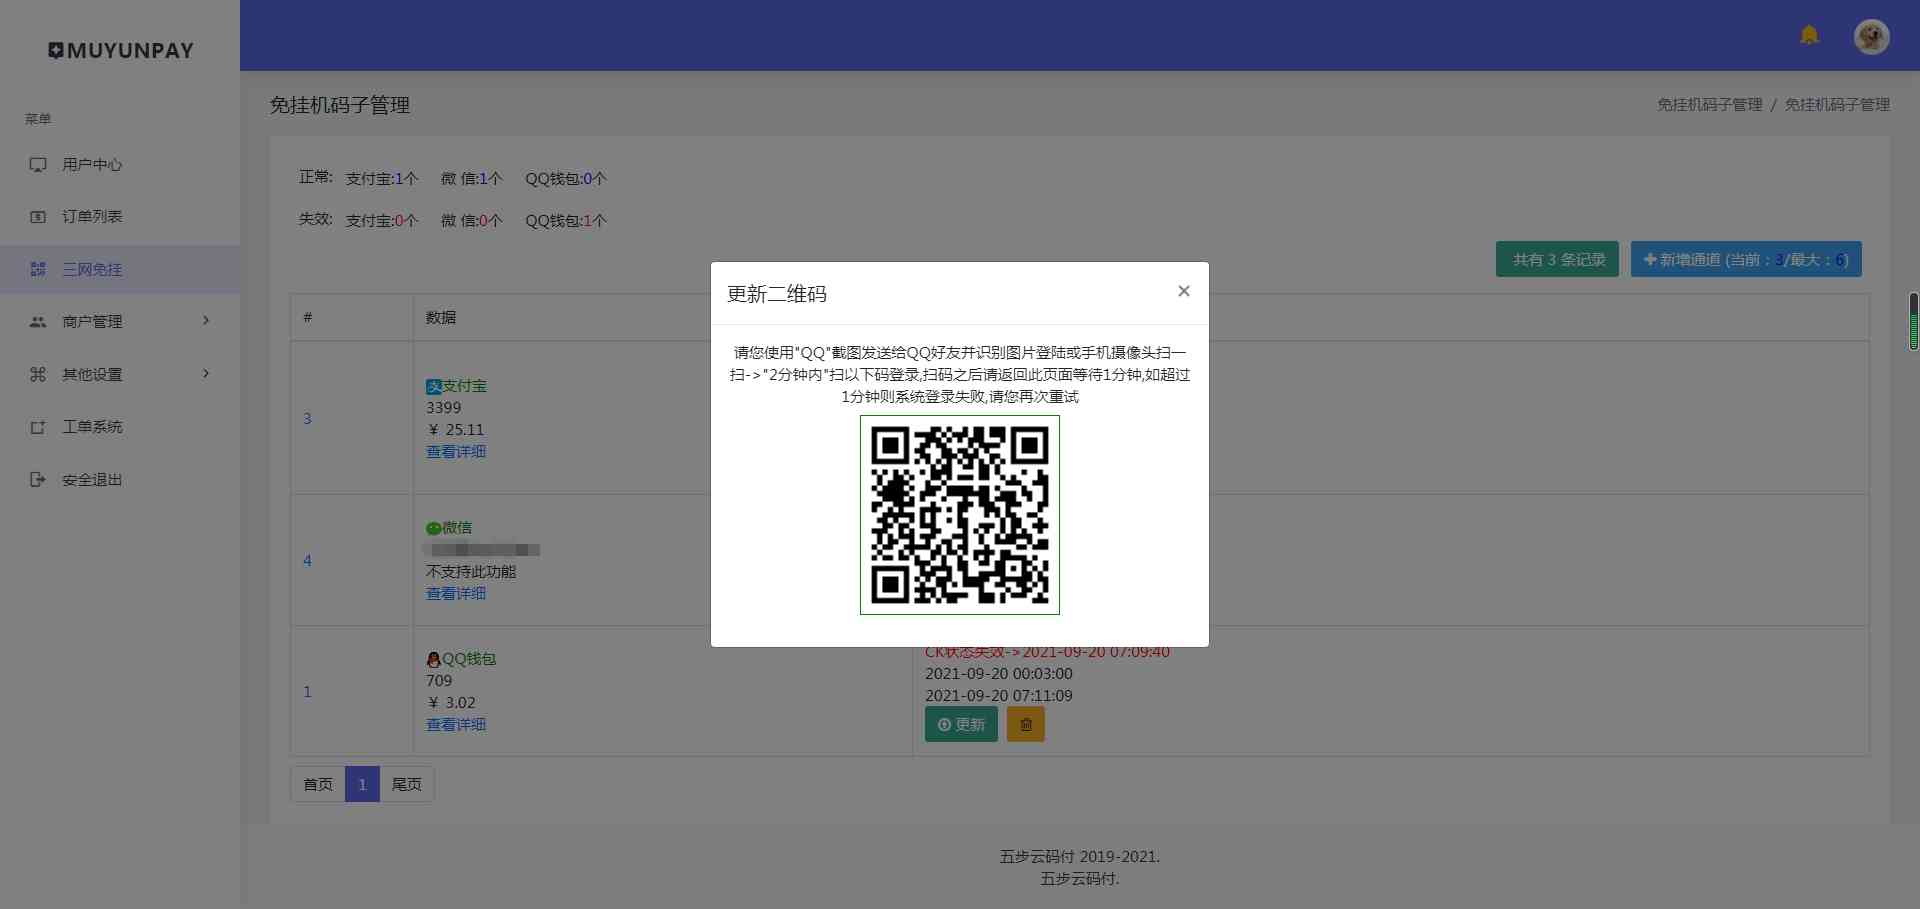 MUYUNPAY
菜单
用户中心
订单列表
三网免挂
商户管理
其他设置
工单系统
安全退出
免挂机码子管理
免挂机码子管理 / 免挂机码子管理
正常: 支付宝:1个 微 信:1个 QQ钱包:0个
失效: 支付宝:0个 微 信:0个 QQ钱包:1个
共有 3 条记录
新增通道 (当前：3/最大：6)
# 数据
3
支付宝
3399
￥ 25.11
查看详细
4
微信
不支持此功能
查看详细
1
QQ钱包
709
￥ 3.02
查看详细
CK状态失效->2021-09-20 07:09:40
2021-09-20 00:03:00
2021-09-20 07:11:09
更新
首页 1 尾页
更新二维码
×
请您使用"QQ"截图发送给QQ好友并识别图片登陆或手机摄像头扫一
扫->"2分钟内"扫以下码登录,扫码之后请返回此页面等待1分钟,如超过
1分钟则系统登录失败,请您再次重试
五步云码付 2019-2021.
五步云码付.